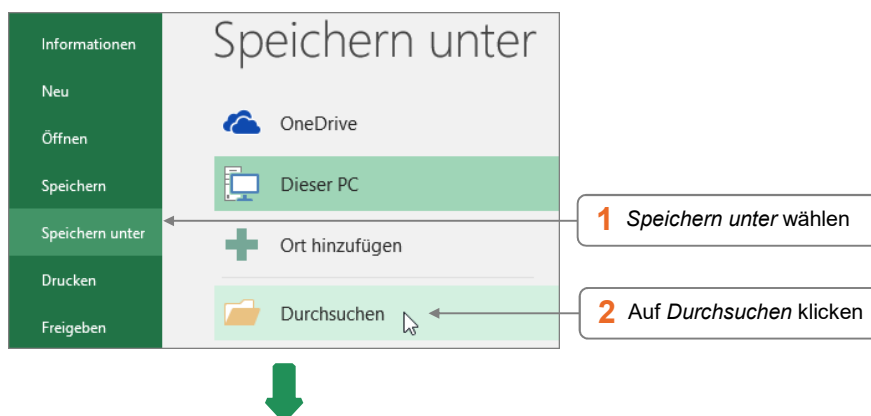 Informationen
Neu
Öffnen
Speichern
Speichern unter
Drucken
Freigeben
Speichern unter
OneDrive
Dieser PC
Ort hinzufügen
Durchsuchen
1 Speichern unter wählen
2 Auf Durchsuchen klicken